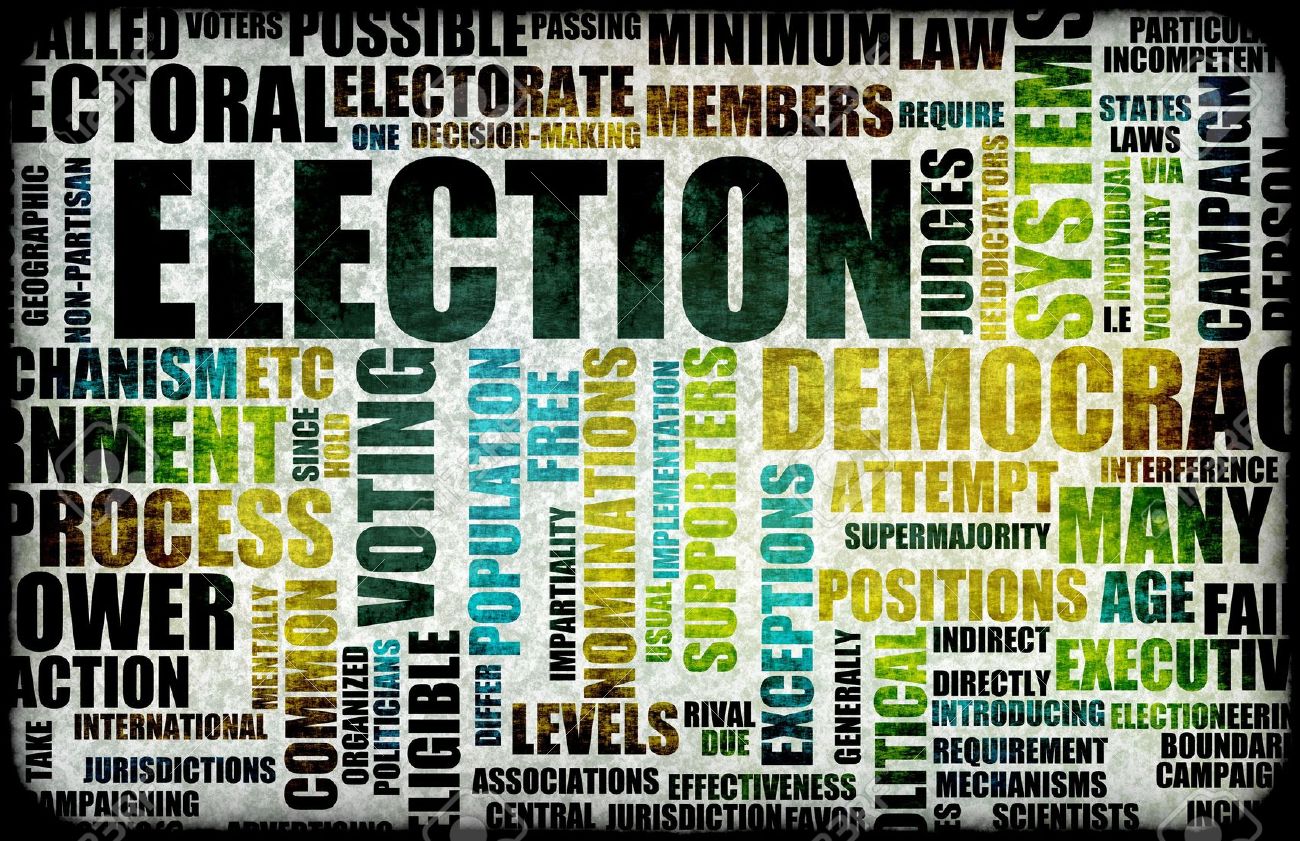 ALLED VOTERS POSSIBLE PASSING MINIMUM LAW SYSTEMS PARTICUL
INCOMPETENT
ECTORAL ELECTORATE MEMBERS REQUIRE STATES CAMPAIGN
ONE DECISION-MAKING LAWS
GEOGRAPHIC NON-PARTISAN ELECTION JUDGES HELD DICTATORS INDIVIDUAL VIA PERSON
I.E VOLUNTARY
CHANISM ETC VOTING POPULATION FREE NOMINATIONS IMPLEMENTATION SUPPORTERS DEMOCRAC
RNMENT SINCE HOLD
ATTEMPT INTERFERENCE
PROCESS IMPARTIALITY EXCEPTIONS SUPERMAJORITY MANY
OWER MENTALLY COMMON USUAL POSITIONS AGE FAI
ACTION ORGANIZED POLITICIANS ELIGIBLE DIFFER GENERALLY OLITICAL INDIRECT EXECUTIV
DIRECTLY
TAKE INTERNATIONAL LEVELS RIVAL INTRODUCING ELECTIONEERIN
DUE REQUIREMENT BOUNDAR
JURISDICTIONS ASSOCIATIONS EFFECTIVENESS MECHANISMS CAMPAIGN
AMPAIGNING CENTRAL JURISDICTION FAVOR ES SCIENTISTS INCLU
ADVERTISING